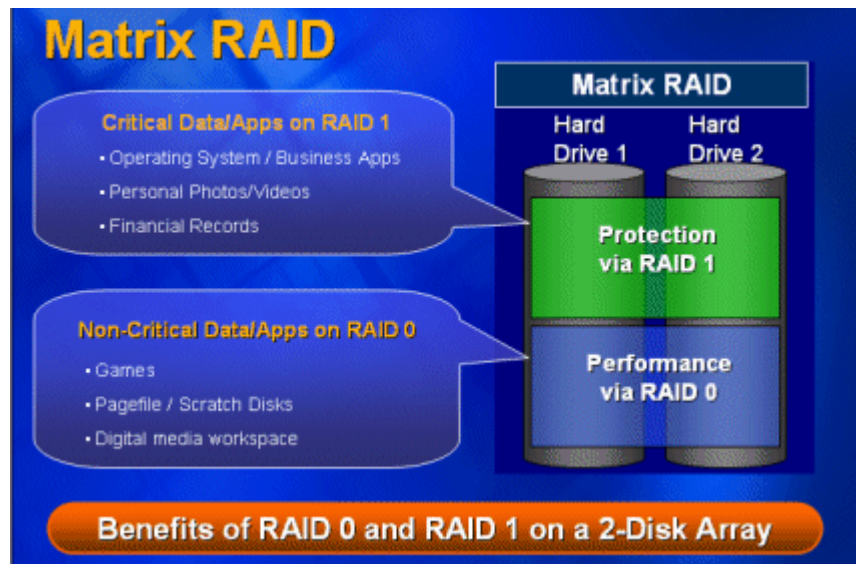 Matrix RAID
Critical Data/Apps on RAID 1
• Operating System / Business Apps
• Personal Photos/Videos
• Financial Records
Non-Critical Data/Apps on RAID 0
• Games
• Pagefile / Scratch Disks
• Digital media workspace
Matrix RAID
Hard Drive 1
Hard Drive 2
Protection
via RAID 1
Performance
via RAID 0
Benefits of RAID 0 and RAID 1 on a 2-Disk Array